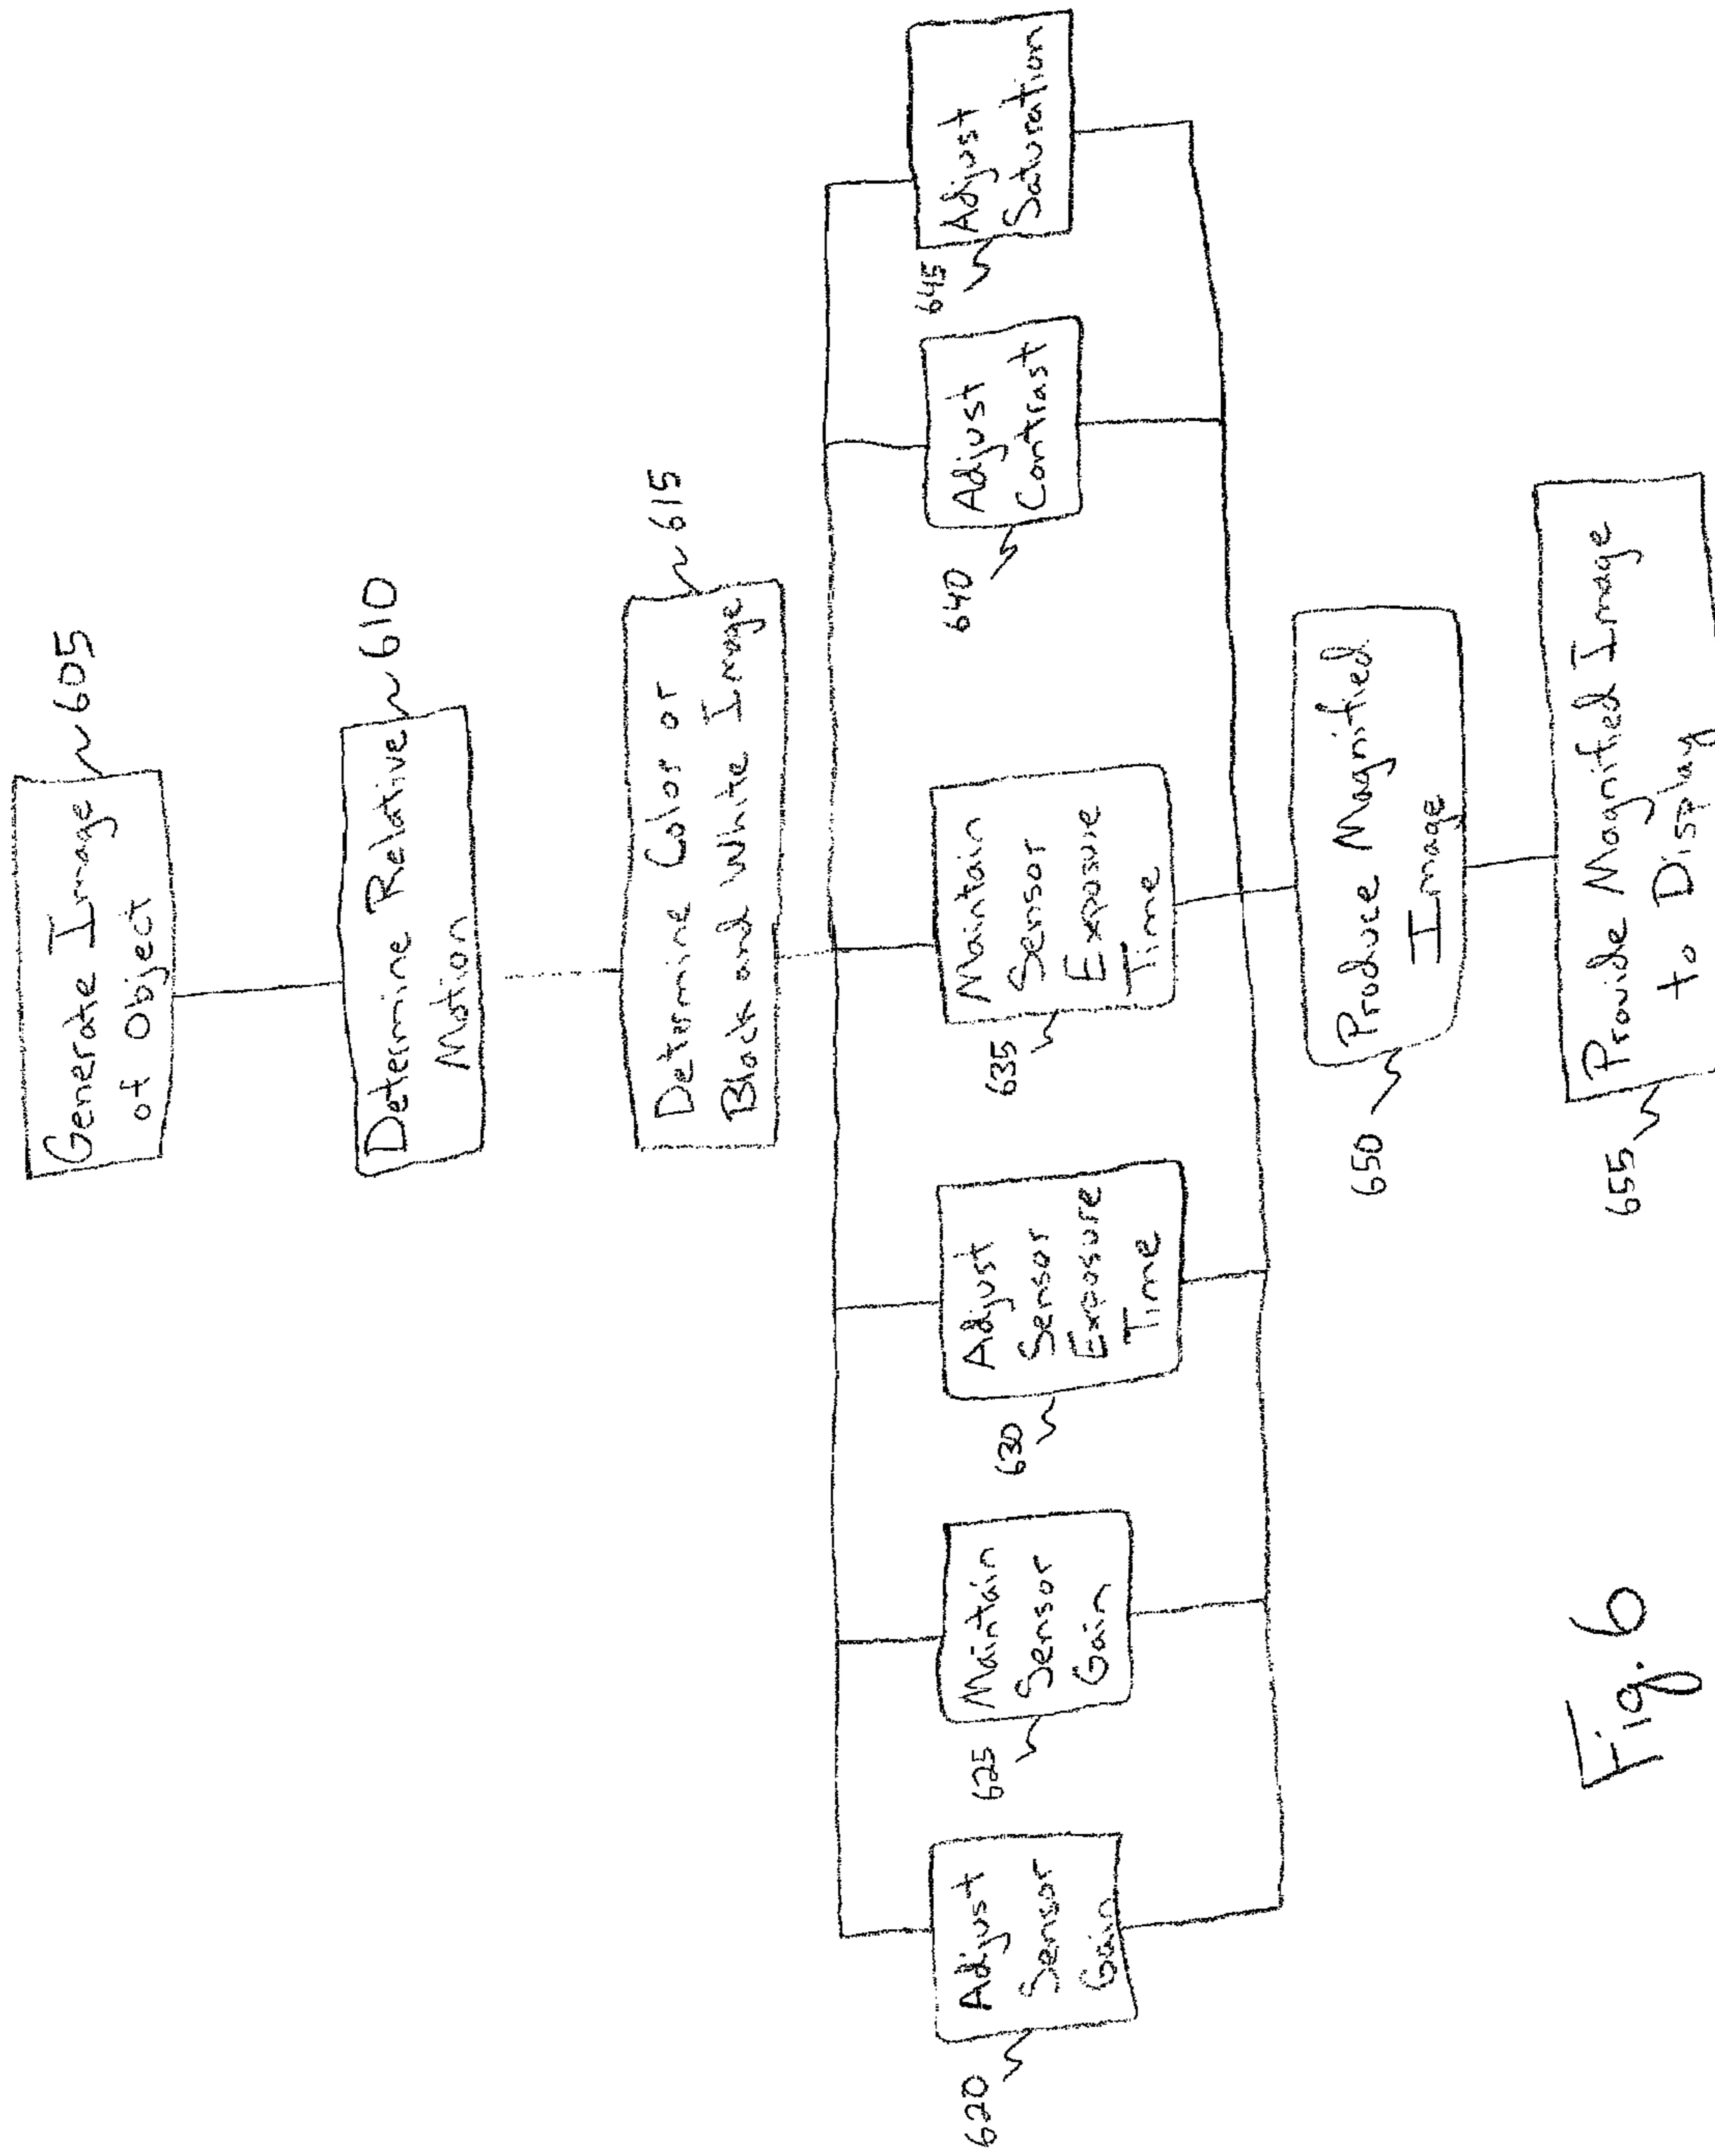 Generate Image
of Object
605
Determine Relative
Motion
610
Determine Color or
Black and White Image
615
620
Adjust
Sensor
Gain
625
Maintain
Sensor
Gain
630
Adjust
Sensor
Exposure
Time
635
Maintain
Sensor
Exposure
Time
640
Adjust
Contrast
645
Adjust
Saturation
650
Produce Magnified
Image
655
Provide Magnified Image
to Display
Fig. 6